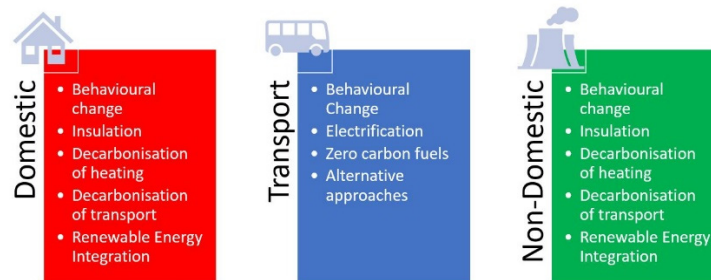 Domestic
• Behavioural
change
• Insulation
• Decarbonisation
of heating
• Decarbonisation
of transport
• Renewable Energy
Integration
Transport
• Behavioural
Change
• Electrification
• Zero carbon fuels
• Alternative
approaches
Non-Domestic
• Behavioural
change
• Insulation
• Decarbonisation
of heating
• Decarbonisation
of transport
• Renewable Energy
Integration